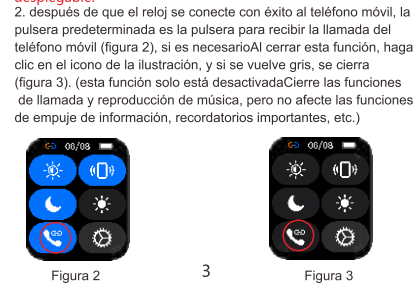 desplegable.
2. después de que el reloj se conecte con éxito al teléfono móvil, la
pulsera predeterminada es la pulsera para recibir la llamada del
teléfono móvil (figura 2), si es necesarioAl cerrar esta función, haga
clic en el icono de la ilustración, y si se vuelve gris, se cierra
(figura 3). (esta función solo está desactivadaCierre las funciones
de llamada y reproducción de música, pero no afecte las funciones
de empuje de información, recordatorios importantes, etc.)
06/08
06/08
Figura 2
3
Figura 3